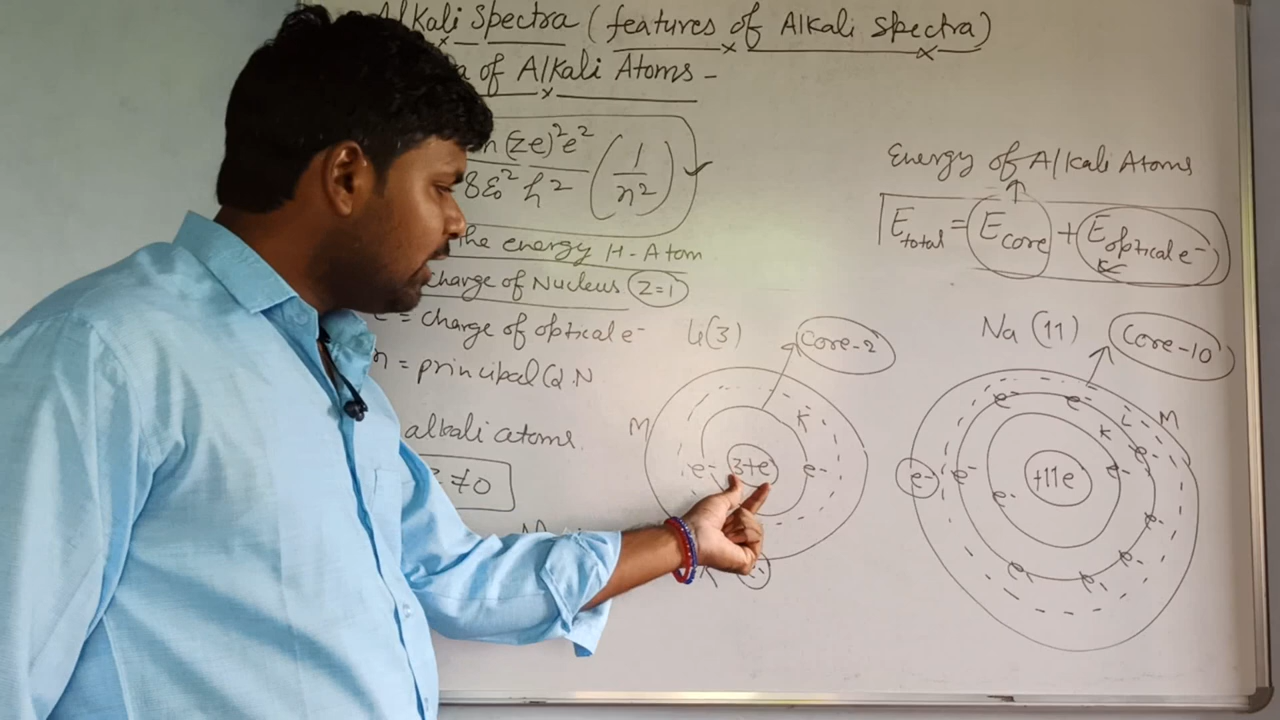 Alkali Spectra (features of Alkali Spectra)
of Alkali Atoms -
(Ze)²e² (1/n²)
8ε₀² h²
The energy H-Atom
Charge of Nucleus (Z=1)
e = charge of optical e⁻
n = principal Q.N
alkali atoms.
≠0
Energy of Alkali Atoms
E total = E core + E optical e⁻
Li(3)
Core-2
M
K
e⁻ 3+e e⁻
Na (11)
Core-10
M
L
K
e⁻ e⁻
e⁻ e⁻ +11e e⁻ e⁻
e⁻ e⁻
e⁻ e⁻ e⁻